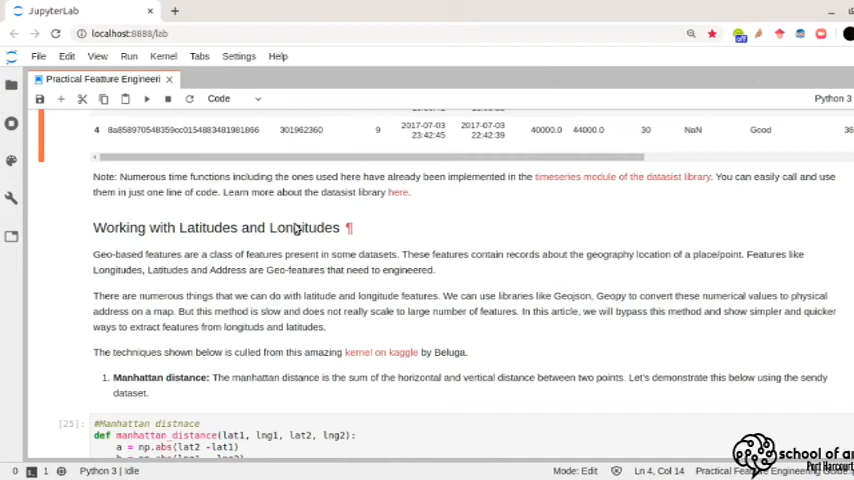 JupyterLab
localhost:8888/lab
off
File Edit View Run Kernel Tabs Settings Help
Practical Featture Engineeri
Code
Python 3
4 8a858970548359cc0154883481981866 301962360 9 2017-07-03 23:42:45 2017-07-03 22:42:39 40000.0 44000.0 30 NaN Good 36
Note: Numerous time functions including the ones used here have already been implemented in the timeseries module of the datasist library. You can easily call and use
them in just one line of code. Learn more about the datasist library here.
Working with Latitudes and Longitudes ¶
Geo-based features are a class of features present in some datasets. These features contain records about the geography location of a place/point. Features like
Longitudes, Latitudes and Address are Geo-features that need to engineered.
There are numerous things that we can do with latitude and longitude features. We can use libraries like Geojson, Geopy to convert these numerical values to physical
address on a map. But this method is slow and does not really scale to large number of features. In this article, we will bypass this method and show simpler and quicker
ways to extract features from longituds and latitudes.
The techniques shown below is culled from this amazing kernel on kaggle by Beluga.
1. Manhattan distance: The manhattan distance is the sum of the horizontal and vertical distance between two points. Let's demonstrate this below using the sendy
dataset.
[25]: #Manhattan distnace
def manhattan_distance(lat1, lng1, lat2, lng2):
a = np.abs(lat2 -lat1)
school of a
Port Harcourt
0 1 Python 3 | Idle Mode: Edit Ln 4, Col 14 Practical Featture Engineering Guide